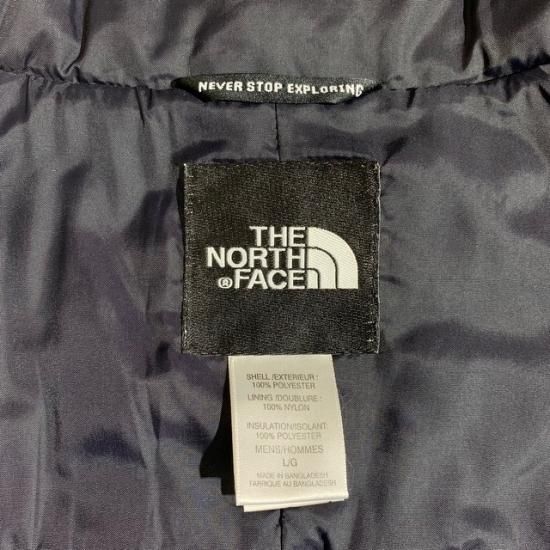 NEVER STOP EXPLORING
THE
NORTH
® FACE
SHELL /EXTERIEUR :
100% POLYESTER
LINING /DOUBLURE :
100% NYLON
INSULATION/ISOLANT:
100% POLYESTER
MENS/HOMMES
L/G
MADE IN BANGLADESH
FABRIQUE AU BANGLADESH